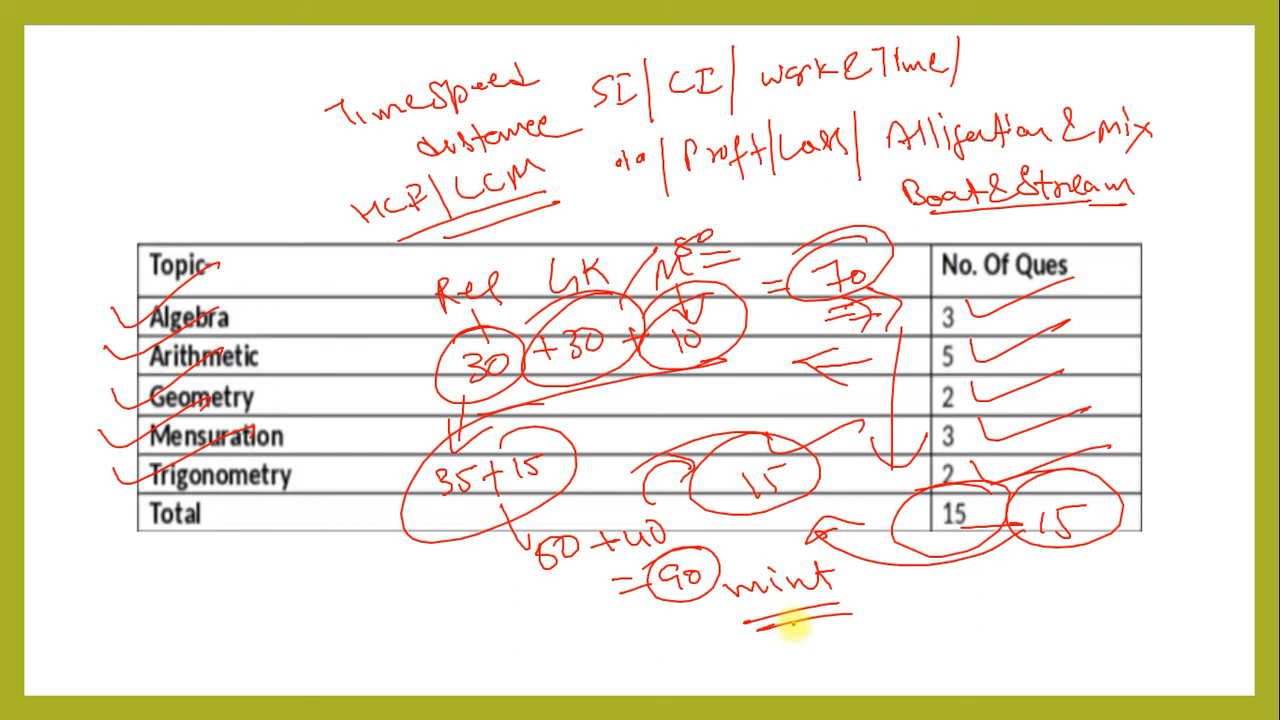 Time Speed SI / CI / work & Time /
distance % / Proft / Loss / Alligation & Mix
HCF / LCM Boat & Stream
Topic No. Of Ques
Rea GK M 80
= 70
Algebra 3
30 + 30 + 10
Arithmetic 5
Geometry 2
Mensuration 3
Trigonometry 2
35 + 15 15
Total 15 15
50 + 40
= 90 mint